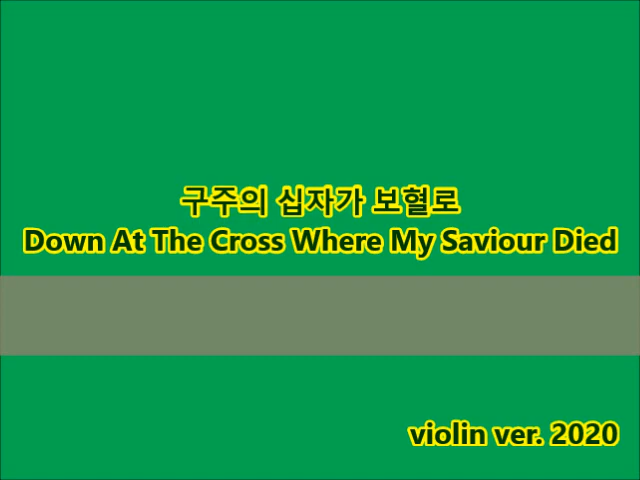 구주의 십자가 보혈로
Down At The Cross Where My Saviour Died
violin ver. 2020